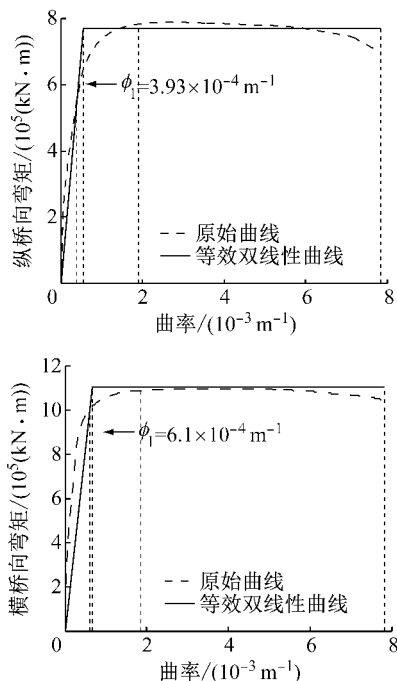 8
6
4
2
0
2
4
6
8
纵桥向弯矩/(10⁵(kN·m))
ϕ₁=3.93×10⁻⁴ m⁻¹
原始曲线
等效双线性曲线
曲率/(10⁻³ m⁻¹)
12
10
8
6
4
2
0
2
4
6
8
横桥向弯矩/(10⁵(kN·m))
ϕ₁=6.1×10⁻⁴ m⁻¹
原始曲线
等效双线性曲线
曲率/(10⁻³ m⁻¹)